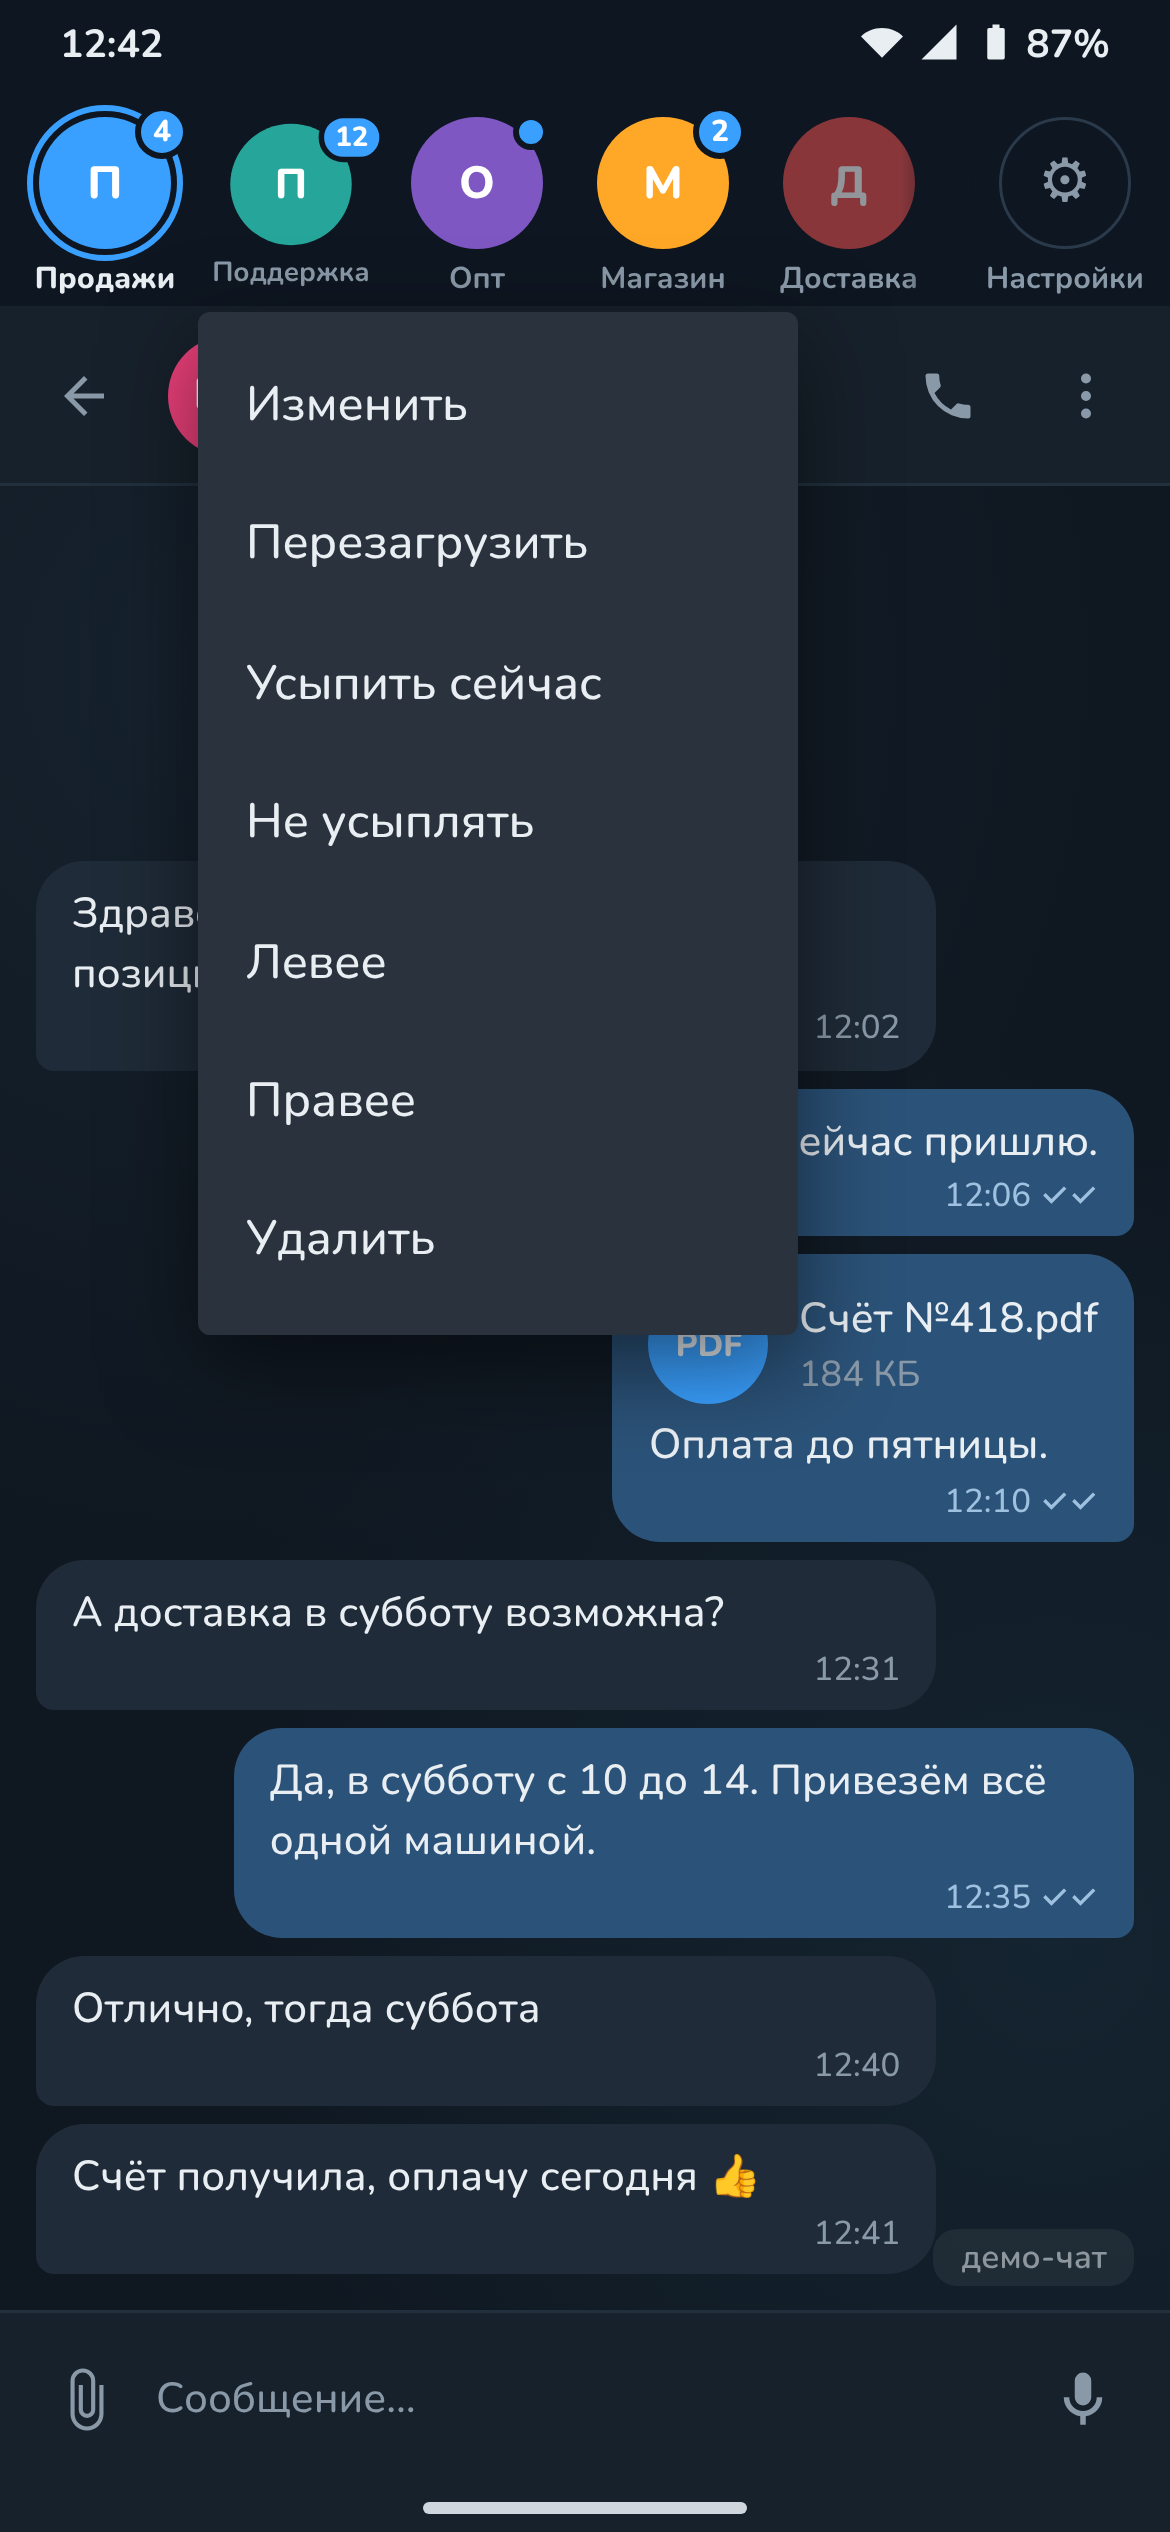 12:42
87%
П 4
П 12
О
М 2
Д
Продажи
Поддержка
Опт
Магазин
Доставка
Настройки
Изменить
Перезагрузить
Усыпить сейчас
Не усыплять
Левее
Правее
Удалить
12:02
ейчас пришлю.
12:06
PDF
Счёт №418.pdf
184 КБ
Оплата до пятницы.
12:10
А доставка в субботу возможна?
12:31
Да, в субботу с 10 до 14. Привезём всё
одной машиной.
12:35
Отлично, тогда суббота
12:40
Счёт получила, оплачу сегодня 👍
12:41
демо-чат
Сообщение...